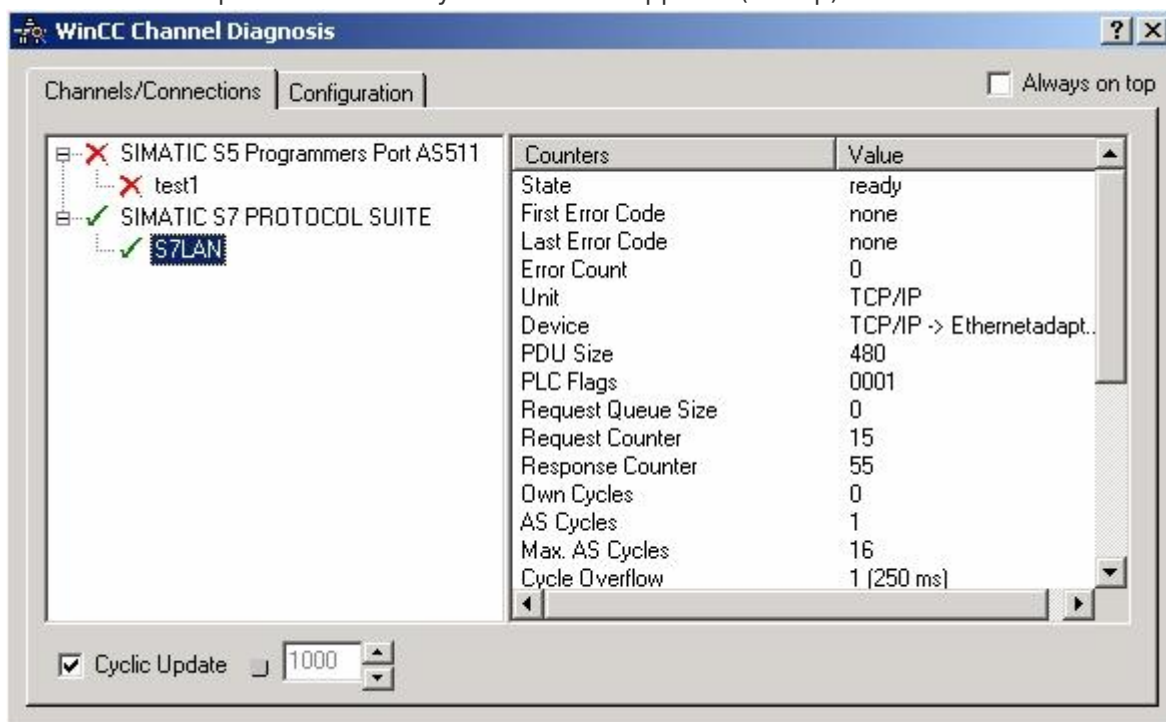 WinCC Channel Diagnosis
Channels/Connections
Configuration
Always on top
SIMATIC S5 Programmers Port AS511
test1
SIMATIC S7 PROTOCOL SUITE
S7LAN
Counters Value
State ready
First Error Code none
Last Error Code none
Error Count 0
Unit TCP/IP
Device TCP/IP -> Ethernetadapt..
PDU Size 480
PLC Flags 0001
Request Queue Size 0
Request Counter 15
Response Counter 55
Own Cycles 0
AS Cycles 1
Max. AS Cycles 16
Cycle Overflow 1 (250 ms)
Cyclic Update 1000